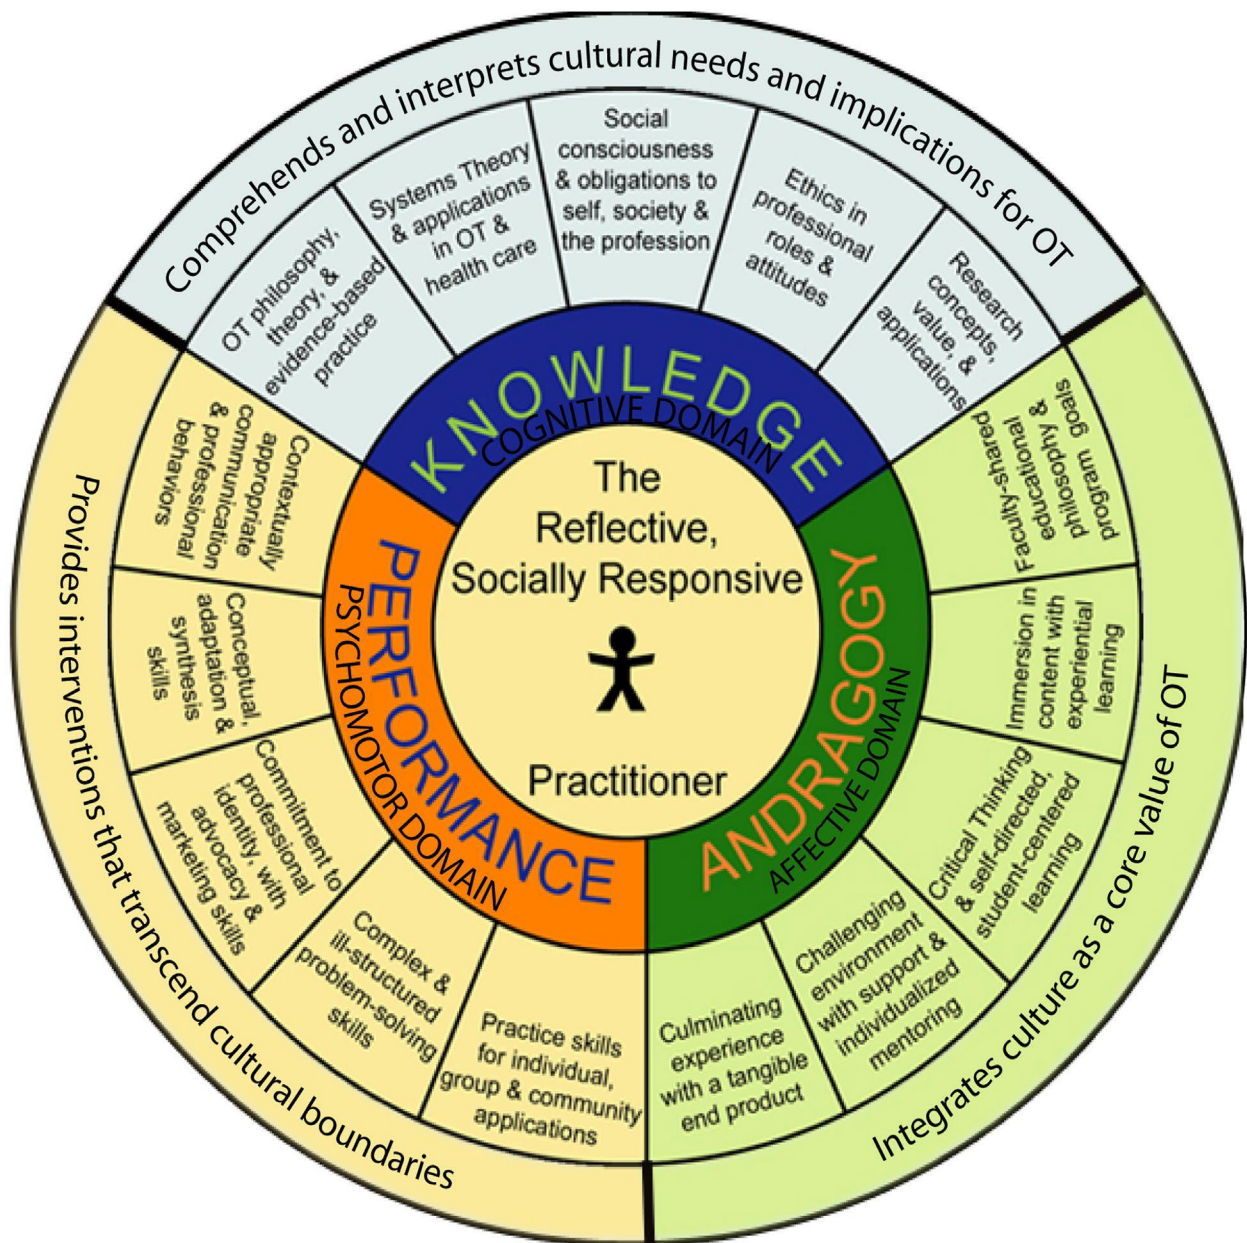 Comprehends and interprets cultural needs and implications for OT
OT philosophy,
theory, &
evidence-based
practice
Systems Theory
& applications
in OT &
health care
Social
consciousness
& obligations to
self, society &
the profession
Ethics in
professional
roles &
attitudes
Research
concepts,
value, &
applications
KNOWLEDGE
COGNITIVE DOMAIN
The
Reflective,
Socially Responsive
Practitioner
ANDRAGOGY
AFFECTIVE DOMAIN
Faculty-shared
educational
philosophy &
program goals
Immersion in
content with
experiential
learning
Critical Thinking
& self-directed,
student-centered
learning
Challenging
environment
with support &
individualized
mentoring
Culminating
experience
with a tangible
end product
Integrates culture as a core value of OT
PERFORMANCE
PSYCHOMOTOR DOMAIN
Contextually
appropriate
communication
& professional
behaviors
Conceptual,
adaptation &
synthesis
skills
Commitment to
professional
identity, with
advocacy &
marketing skills
Complex &
ill-structured
problem-solving
skills
Practice skills
for individual,
group & community
applications
Provides interventions that transcend cultural boundaries